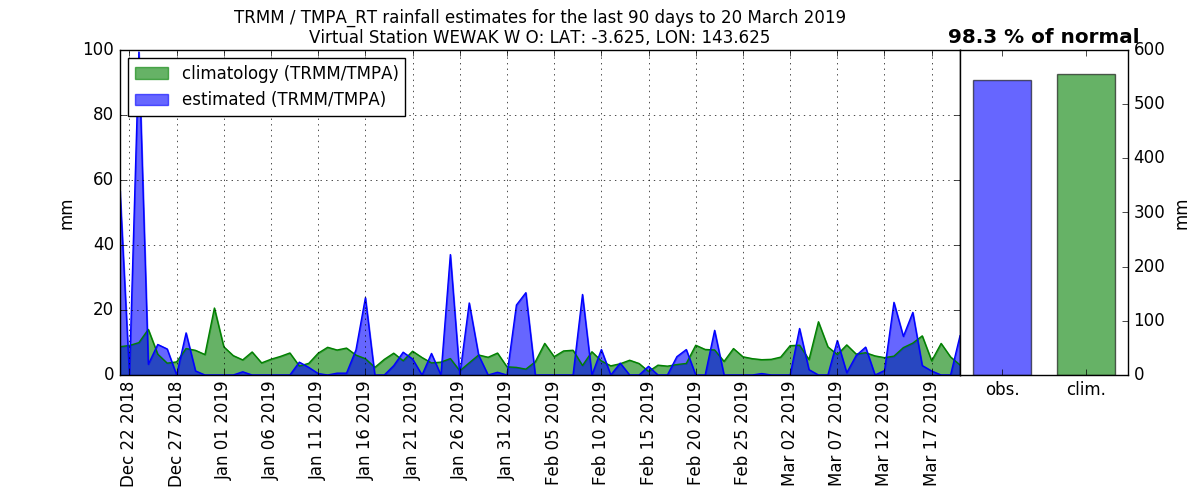 TRMM / TMPA_RT rainfall estimates for the last 90 days to 20 March 2019
Virtual Station WEWAK W O: LAT: -3.625, LON: 143.625
98.3 % of normal
climatology (TRMM/TMPA)
estimated (TRMM/TMPA)
100
80
60
40
20
0
mm
Dec 22 2018
Dec 27 2018
Jan 01 2019
Jan 06 2019
Jan 11 2019
Jan 16 2019
Jan 21 2019
Jan 26 2019
Jan 31 2019
Feb 05 2019
Feb 10 2019
Feb 15 2019
Feb 20 2019
Feb 25 2019
Mar 02 2019
Mar 07 2019
Mar 12 2019
Mar 17 2019
obs.
clim.
600
500
400
300
200
100
0
mm